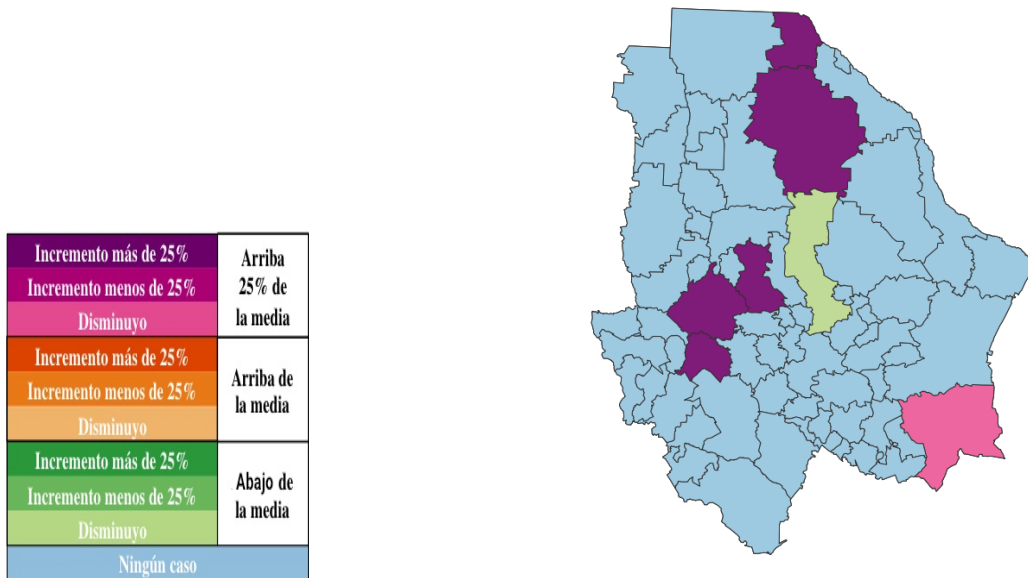 Incremento más de 25%
Incremento menos de 25%
Disminuyo
Arriba
25% de
la media
Incremento más de 25%
Incremento menos de 25%
Disminuyo
Arriba de
la media
Incremento más de 25%
Incremento menos de 25%
Disminuyo
Abajo de
la media
Ningún caso